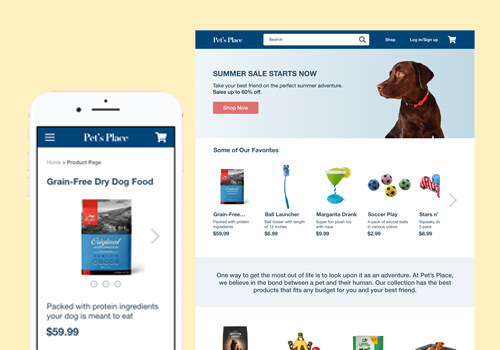 Pet's Place
Home > Product Page
Grain-Free Dry Dog Food
Original
Packed with protein ingredients
your dog is meant to eat
$59.99
Pet's Place
Search
Shop
Log in/Sign up
SUMMER SALE STARTS NOW
Take your best friend on the perfect summer adventure.
Sales up to 60% off.
Shop Now
Some of Our Favorites
Grain-Free...
Packed with protein
ingredients
$59.99
Ball Launcher
Ball teaser with length
of 12 inches
$6.99
Margarita Drank
Super fun plush toy
with rope
$9.99
Soccer Play
4-pack of soccer balls
in various colors
$2.99
Stars n'
Squeaky
2-pack
$8.99
One way to get the most out of life is to look upon it as an adventure. At Pet's Place,
we believe in the bond between a pet and their human. Our collection has the best
products that fits any budget for you and your best friend.